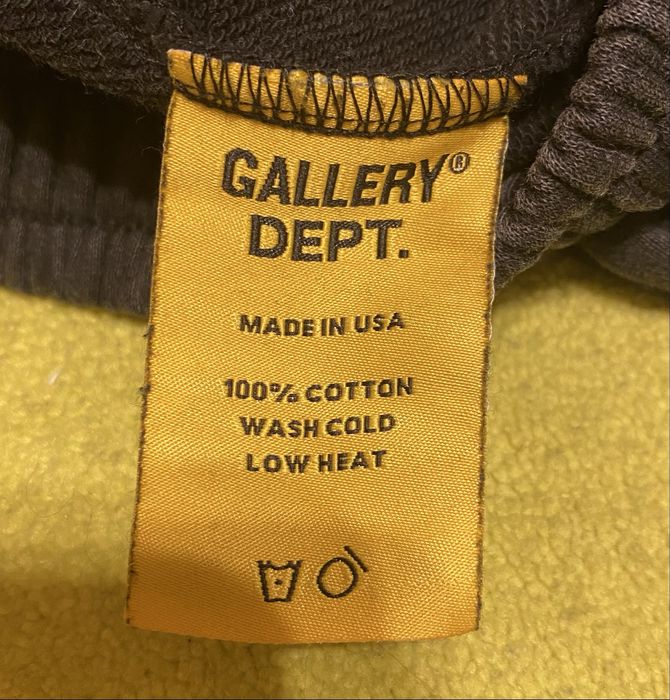 GALLERY®
DEPT.
MADE IN USA
100% COTTON
WASH COLD
LOW HEAT